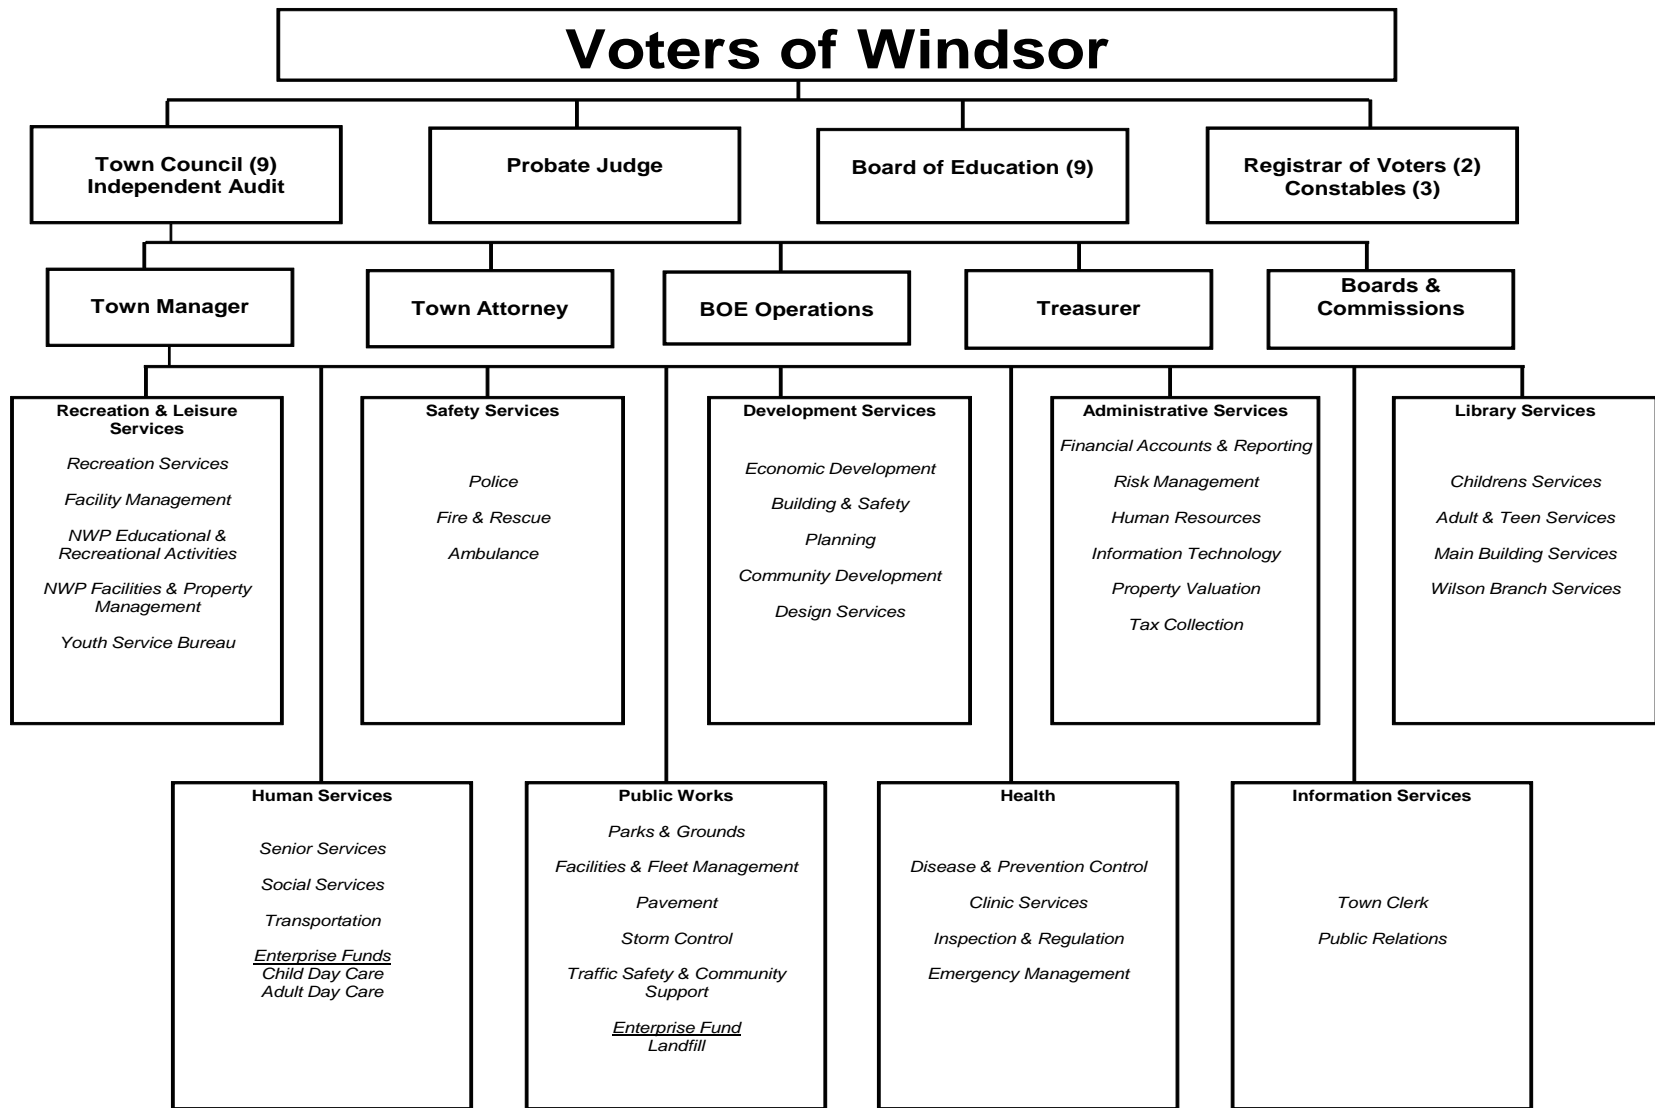 Voters of Windsor
Town Council (9)
Independent Audit
Probate Judge
Board of Education (9)
Registrar of Voters (2)
Constables (3)
Town Manager
Town Attorney
BOE Operations
Treasurer
Boards &
Commissions
Recreation & Leisure
Services
Recreation Services
Facility Management
NWP Educational &
Recreational Activities
NWP Facilities & Property
Management
Youth Service Bureau
Safety Services
Police
Fire & Rescue
Ambulance
Development Services
Economic Development
Building & Safety
Planning
Community Development
Design Services
Administrative Services
Financial Accounts & Reporting
Risk Management
Human Resources
Information Technology
Property Valuation
Tax Collection
Library Services
Childrens Services
Adult & Teen Services
Main Building Services
Wilson Branch Services
Human Services
Senior Services
Social Services
Transportation
Enterprise Funds
Child Day Care
Adult Day Care
Public Works
Parks & Grounds
Facilities & Fleet Management
Pavement
Storm Control
Traffic Safety & Community
Support
Enterprise Fund
Landfill
Health
Disease & Prevention Control
Clinic Services
Inspection & Regulation
Emergency Management
Information Services
Town Clerk
Public Relations